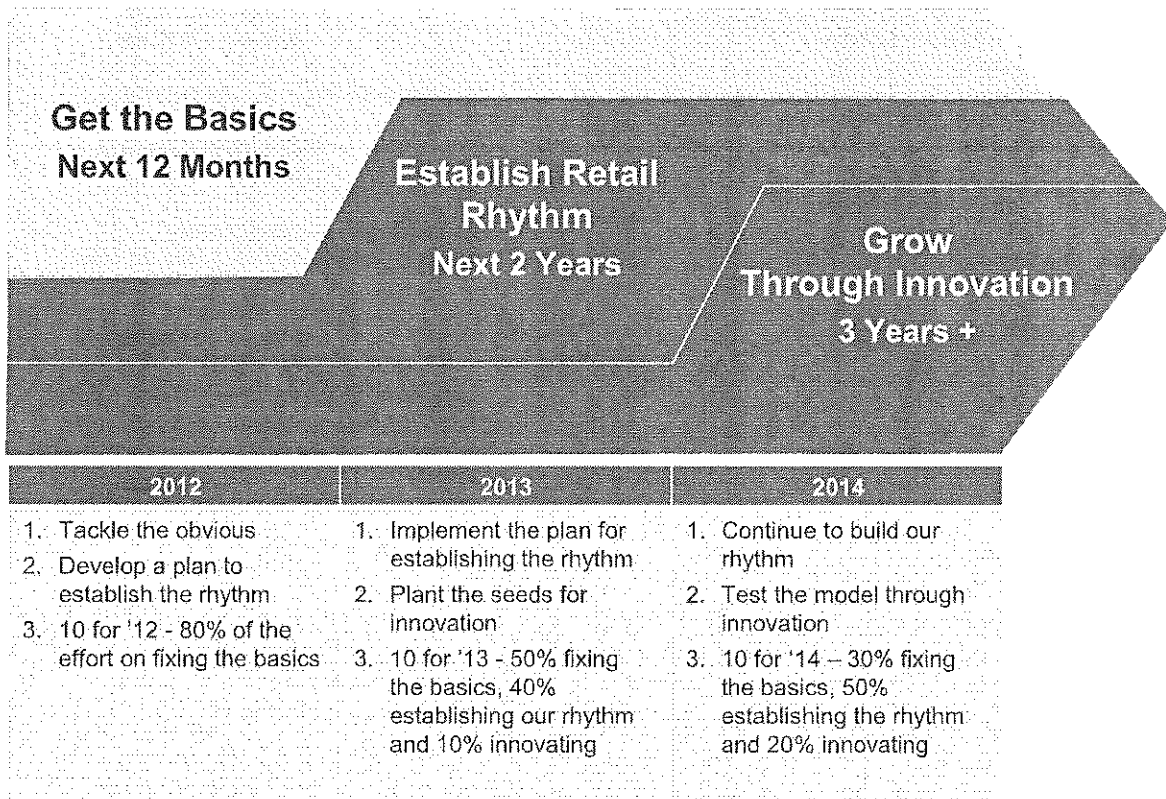 Get the Basics
Next 12 Months
Establish Retail
Rhythm
Next 2 Years
Grow
Through Innovation
3 Years +
2012
1. Tackle the obvious
2. Develop a plan to
establish the rhythm
3. 10 for '12 - 80% of the
effort on fixing the basics
2013
1. Implement the plan for
establishing the rhythm
2. Plant the seeds for
innovation
3. 10 for '13 - 50% fixing
the basics, 40%
establishing our rhythm
and 10% innovating
2014
1. Continue to build our
rhythm
2. Test the model through
innovation
3. 10 for '14 – 30% fixing
the basics, 50%
establishing the rhythm
and 20% innovating